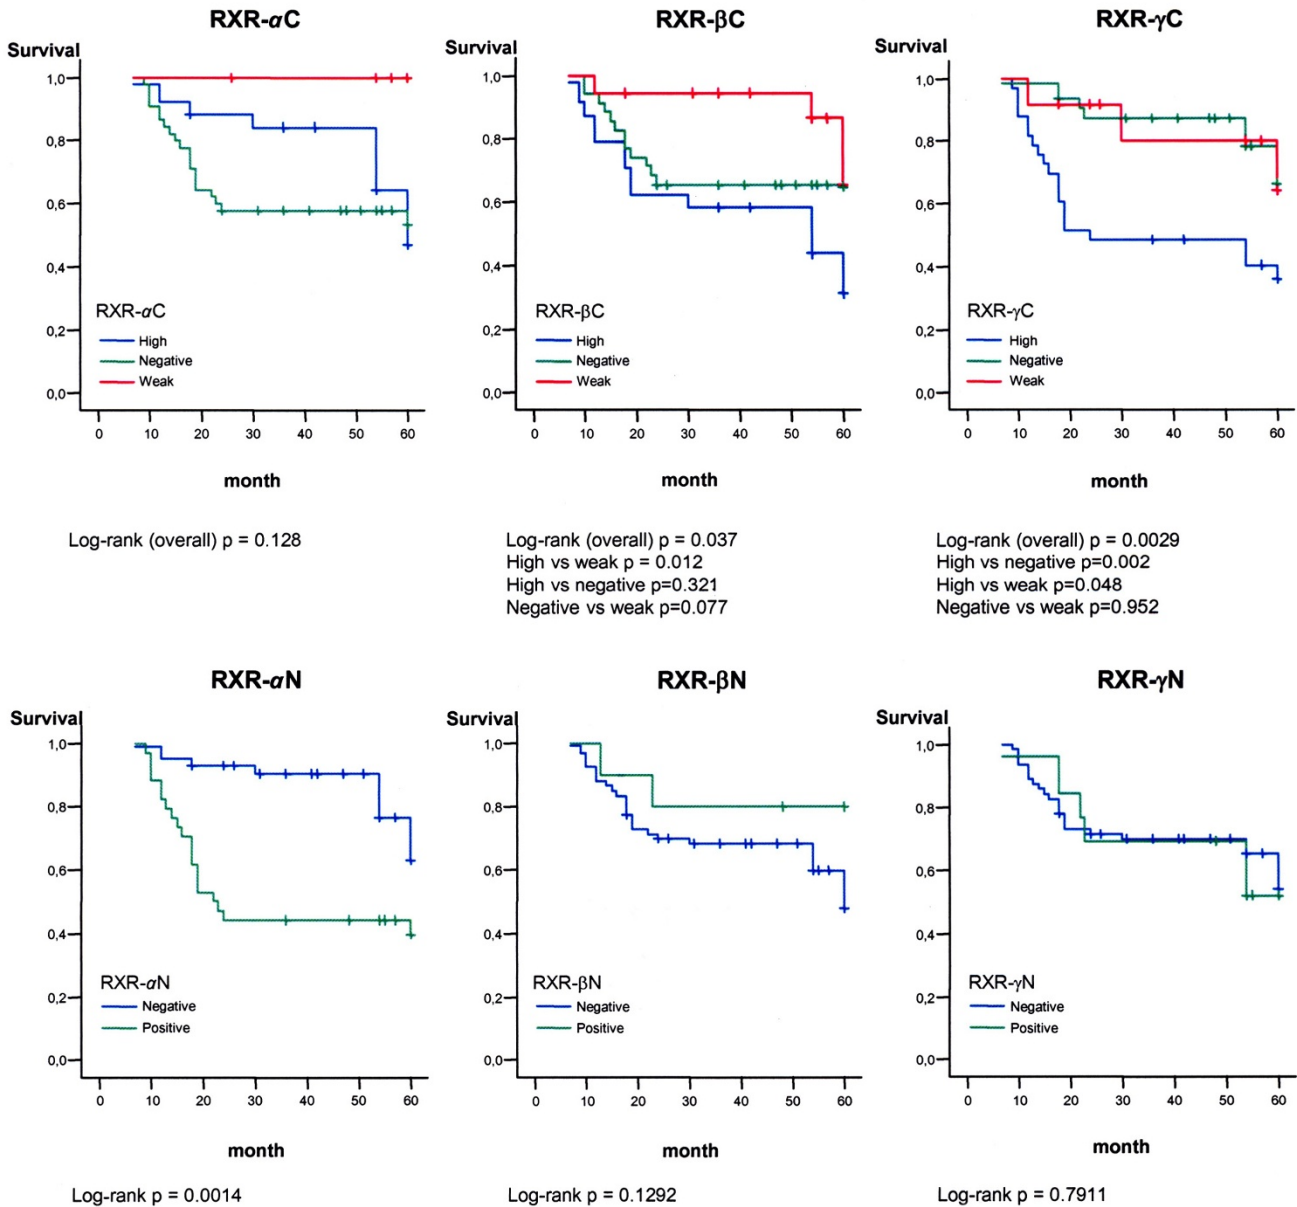 RXR-αC
Survival
1,0
0,8
0,6
0,4
0,2
0,0
RXR-αC
High
Negative
Weak
0 10 20 30 40 50 60
month
Log-rank (overall) p = 0.128
RXR-βC
Survival
1,0
0,8
0,6
0,4
0,2
0,0
RXR-βC
High
Negative
Weak
0 10 20 30 40 50 60
month
Log-rank (overall) p = 0.037
High vs weak p = 0.012
High vs negative p=0.321
Negative vs weak p=0.077
RXR-γC
Survival
1,0
0,8
0,6
0,4
0,2
0,0
RXR-γC
High
Negative
Weak
0 10 20 30 40 50 60
month
Log-rank (overall) p = 0.0029
High vs negative p=0.002
High vs weak p=0.048
Negative vs weak p=0.952
RXR-αN
Survival
1,0
0,8
0,6
0,4
0,2
0,0
RXR-αN
Negative
Positive
0 10 20 30 40 50 60
month
Log-rank p = 0.0014
RXR-βN
Survival
1,0
0,8
0,6
0,4
0,2
0,0
RXR-βN
Negative
Positive
0 10 20 30 40 50 60
month
Log-rank p = 0.1292
RXR-γN
Survival
1,0
0,8
0,6
0,4
0,2
0,0
RXR-γN
Negative
Positive
0 10 20 30 40 50 60
month
Log-rank p = 0.7911